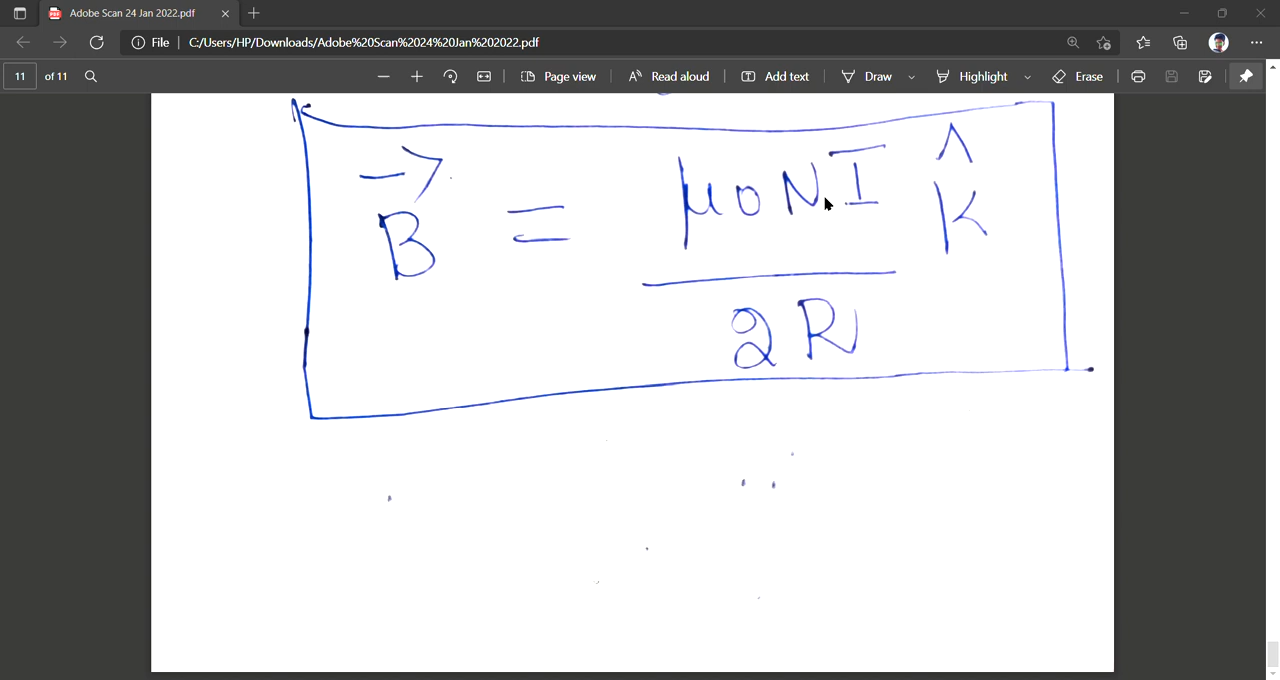 Adobe Scan 24 Jan 2022.pdf
File C:/Users/HP/Downloads/Adobe%20Scan%2024%20Jan%202022.pdf
11 of 11 Page view Read aloud Add text Draw Highlight Erase
B⃗ = μ0NI / 2R k̂